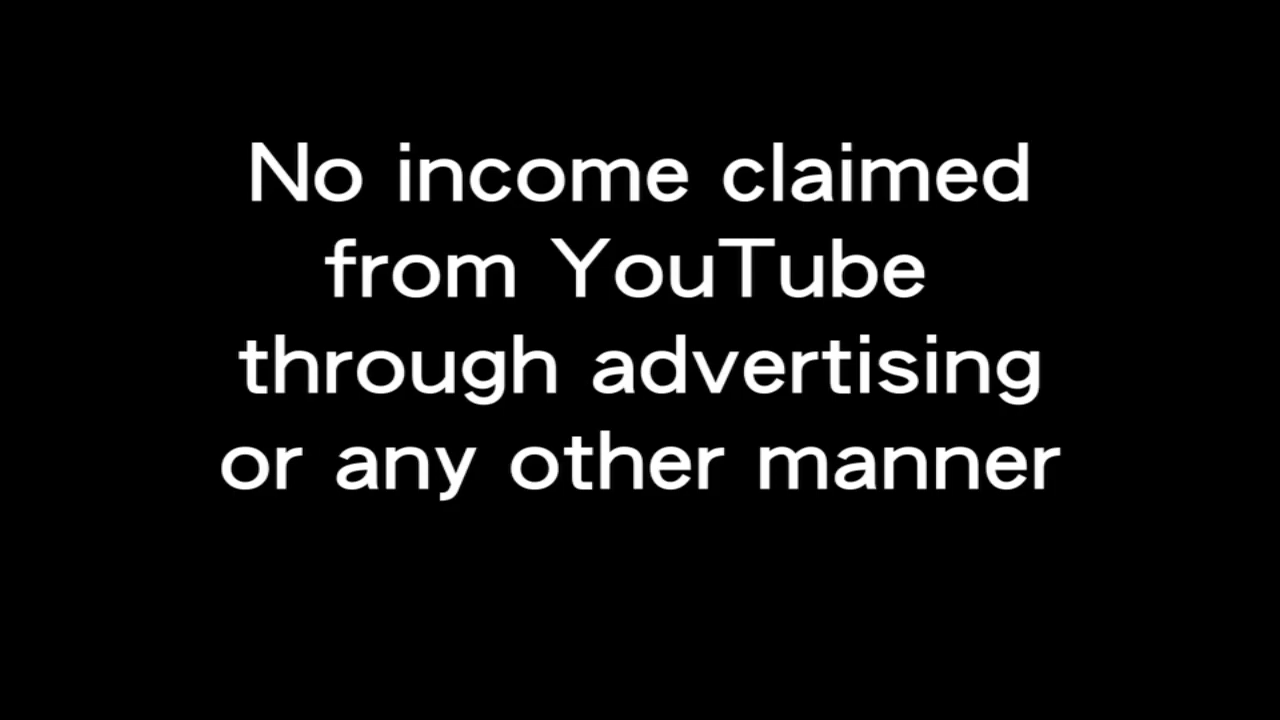 No income claimed
from YouTube
through advertising
or any other manner